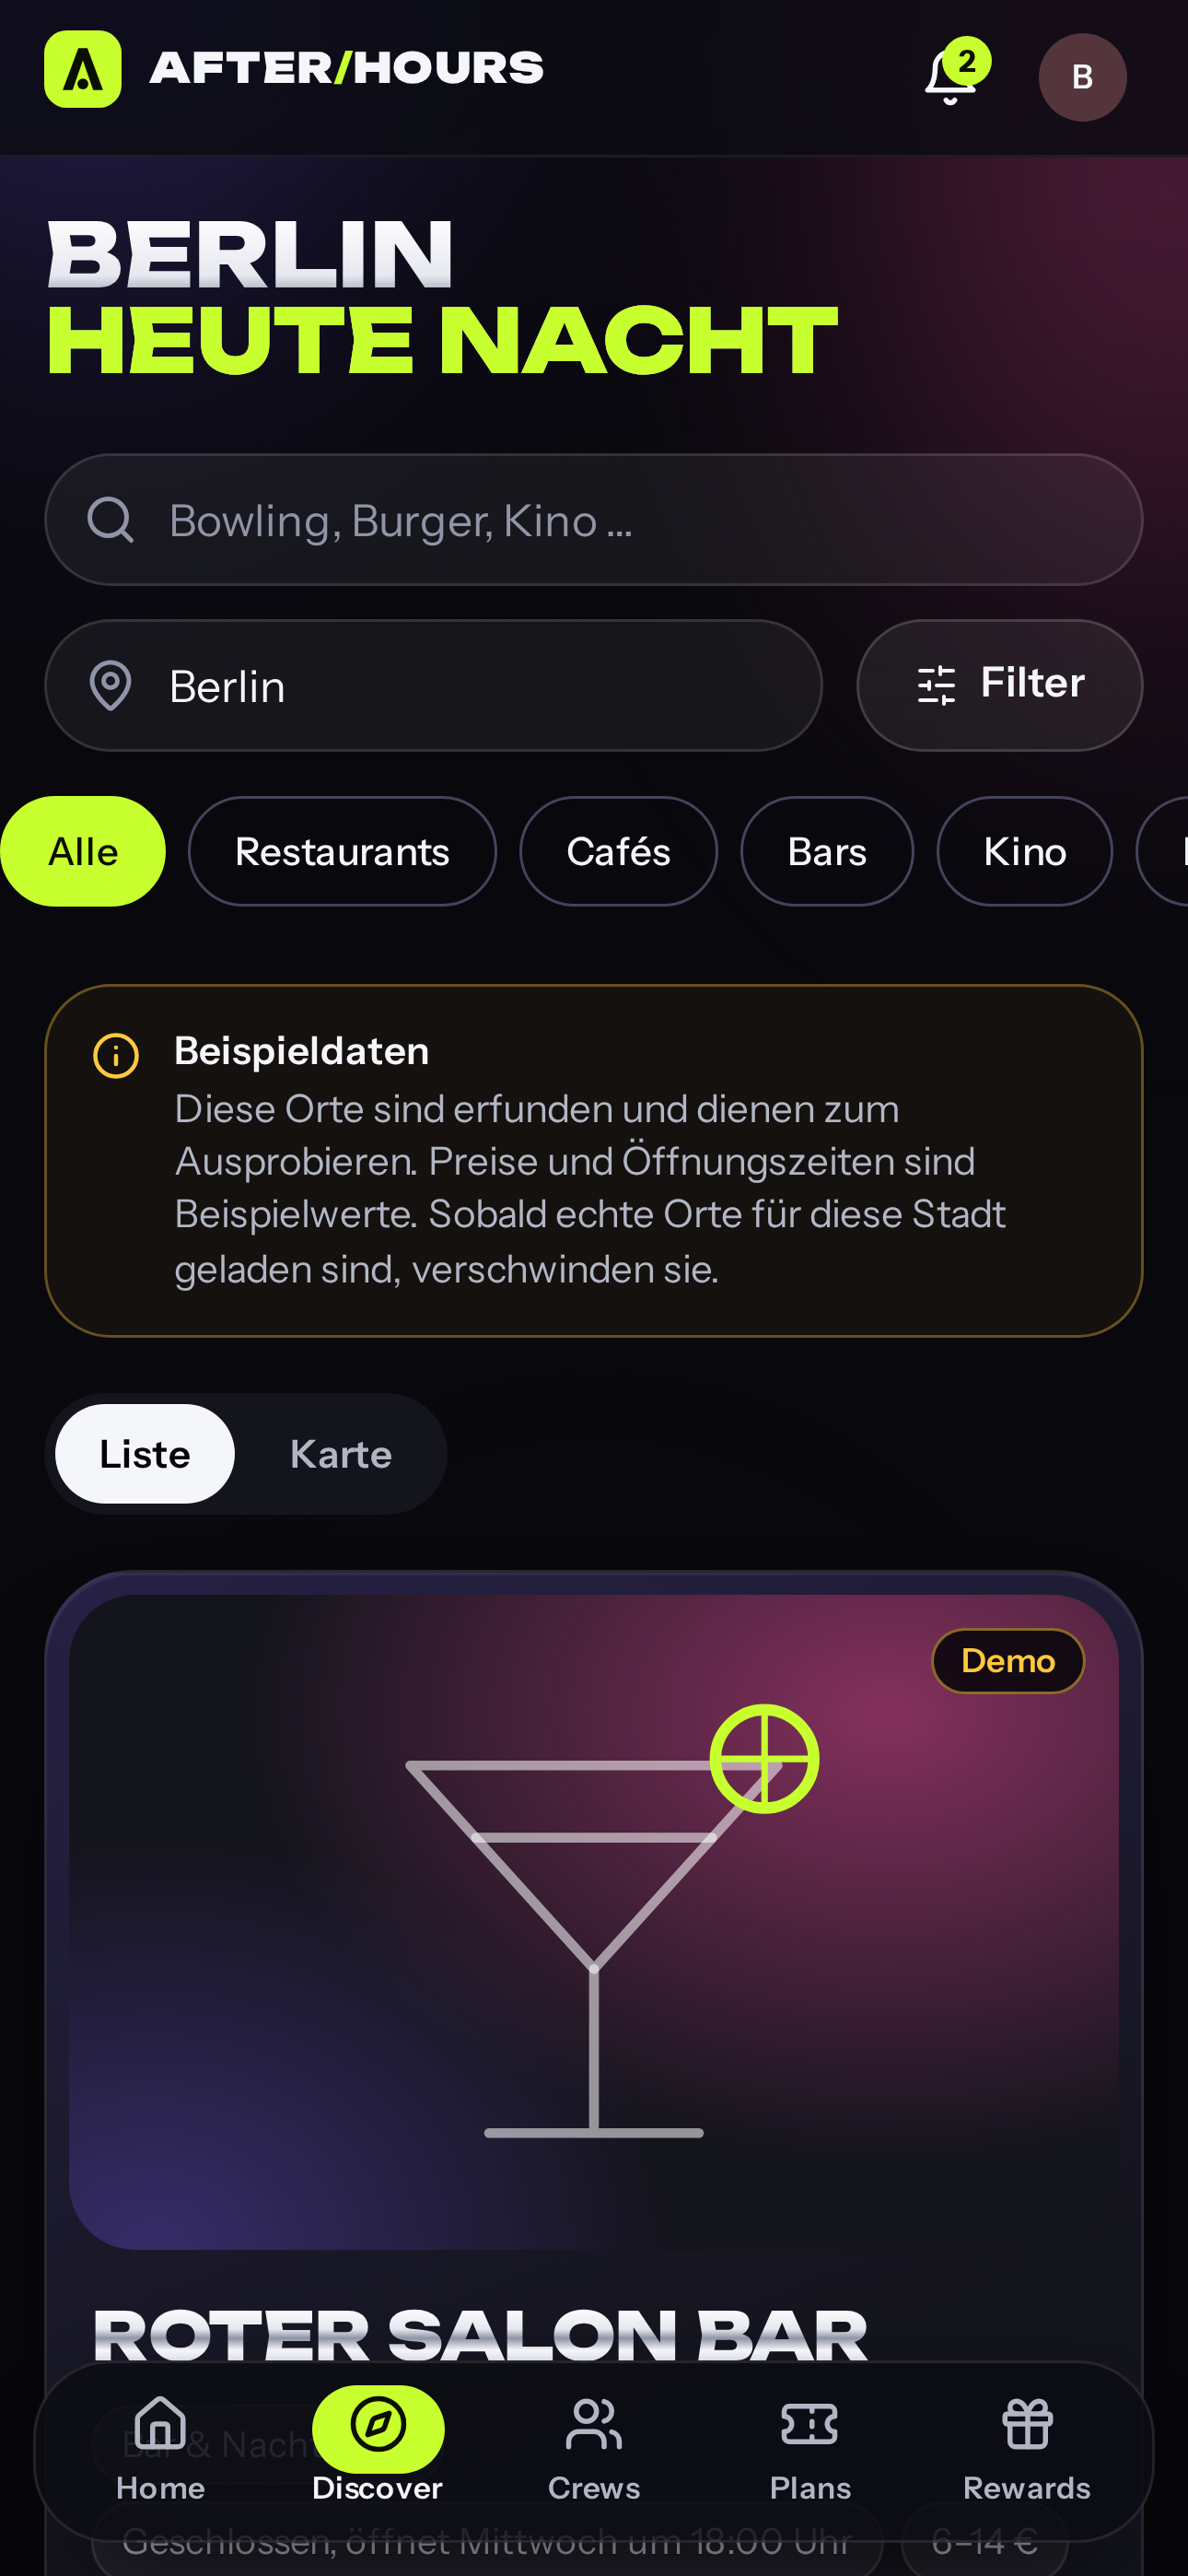 AFTER/HOURS
2
B
BERLIN
HEUTE NACHT
Bowling, Burger, Kino ...
Berlin
Filter
Alle
Restaurants
Cafés
Bars
Kino
Beispieldaten
Diese Orte sind erfunden und dienen zum
Ausprobieren. Preise und Öffnungszeiten sind
Beispielwerte. Sobald echte Orte für diese Stadt
geladen sind, verschwinden sie.
Liste
Karte
Demo
ROTER SALON BAR
Bar & Nacht
Home
Discover
Crews
Plans
Rewards
Geschlossen, öffnet Mittwoch um 18:00 Uhr
6–14 €